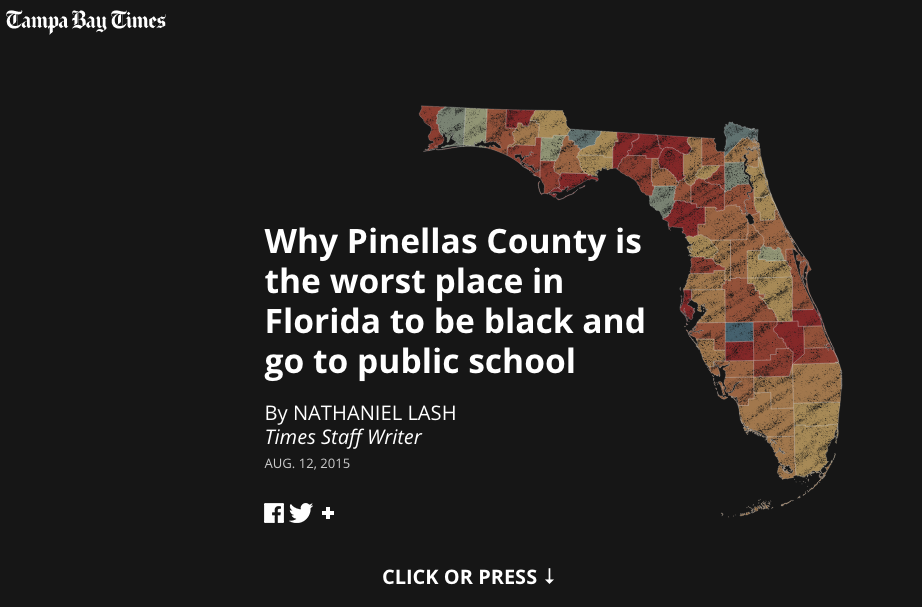 Tampa Bay Times
Why Pinellas County is
the worst place in
Florida to be black and
go to public school
By NATHANIEL LASH
Times Staff Writer
AUG. 12, 2015
CLICK OR PRESS ↓